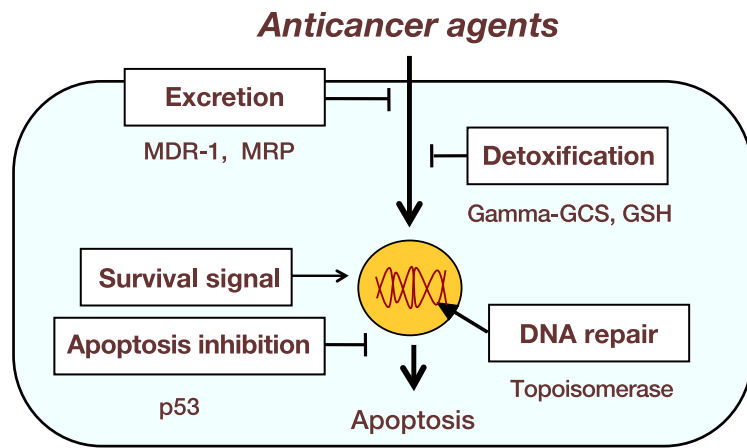 Anticancer agents
Excretion
MDR-1, MRP
Detoxification
Gamma-GCS, GSH
Survival signal
Apoptosis inhibition
p53
DNA repair
Topoisomerase
Apoptosis